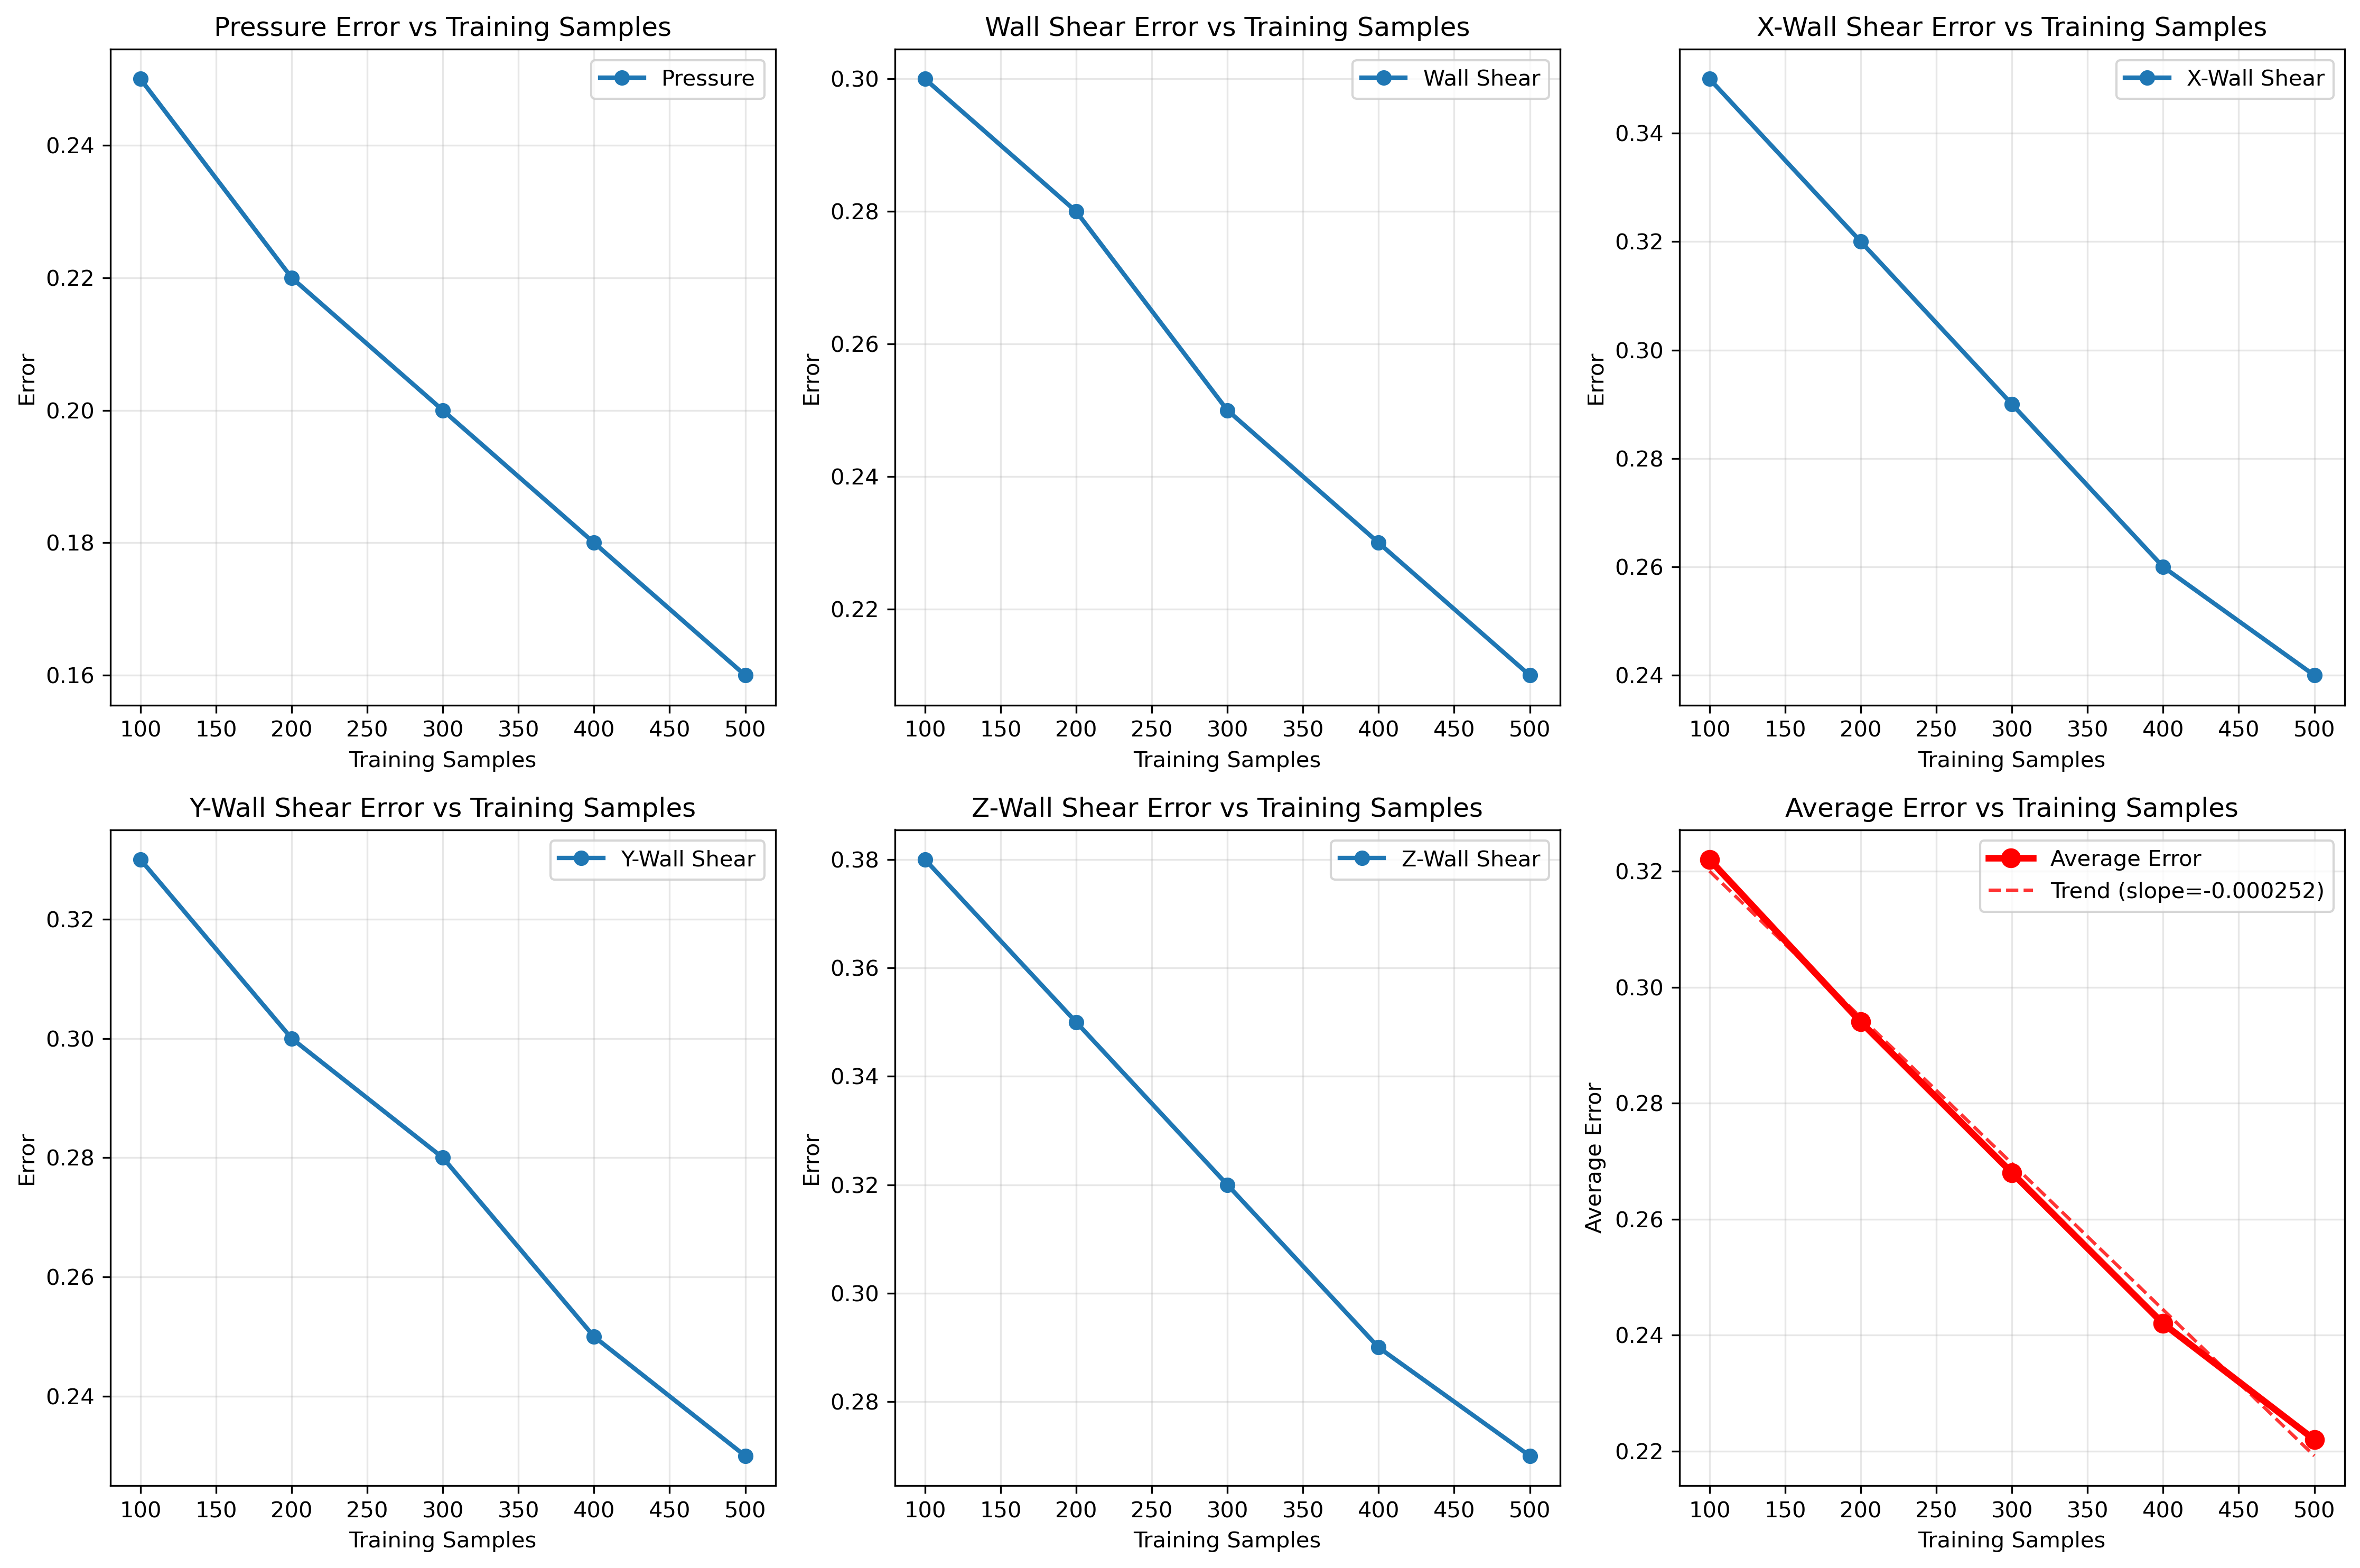 Pressure Error vs Training Samples
Pressure
Error
0.24
0.22
0.20
0.18
0.16
100 150 200 250 300 350 400 450 500
Training Samples
Wall Shear Error vs Training Samples
Wall Shear
Error
0.30
0.28
0.26
0.24
0.22
100 150 200 250 300 350 400 450 500
Training Samples
X-Wall Shear Error vs Training Samples
X-Wall Shear
Error
0.34
0.32
0.30
0.28
0.26
0.24
100 150 200 250 300 350 400 450 500
Training Samples
Y-Wall Shear Error vs Training Samples
Y-Wall Shear
Error
0.32
0.30
0.28
0.26
0.24
100 150 200 250 300 350 400 450 500
Training Samples
Z-Wall Shear Error vs Training Samples
Z-Wall Shear
Error
0.38
0.36
0.34
0.32
0.30
0.28
100 150 200 250 300 350 400 450 500
Training Samples
Average Error vs Training Samples
Average Error
Trend (slope=-0.000252)
Average Error
0.32
0.30
0.28
0.26
0.24
0.22
100 150 200 250 300 350 400 450 500
Training Samples